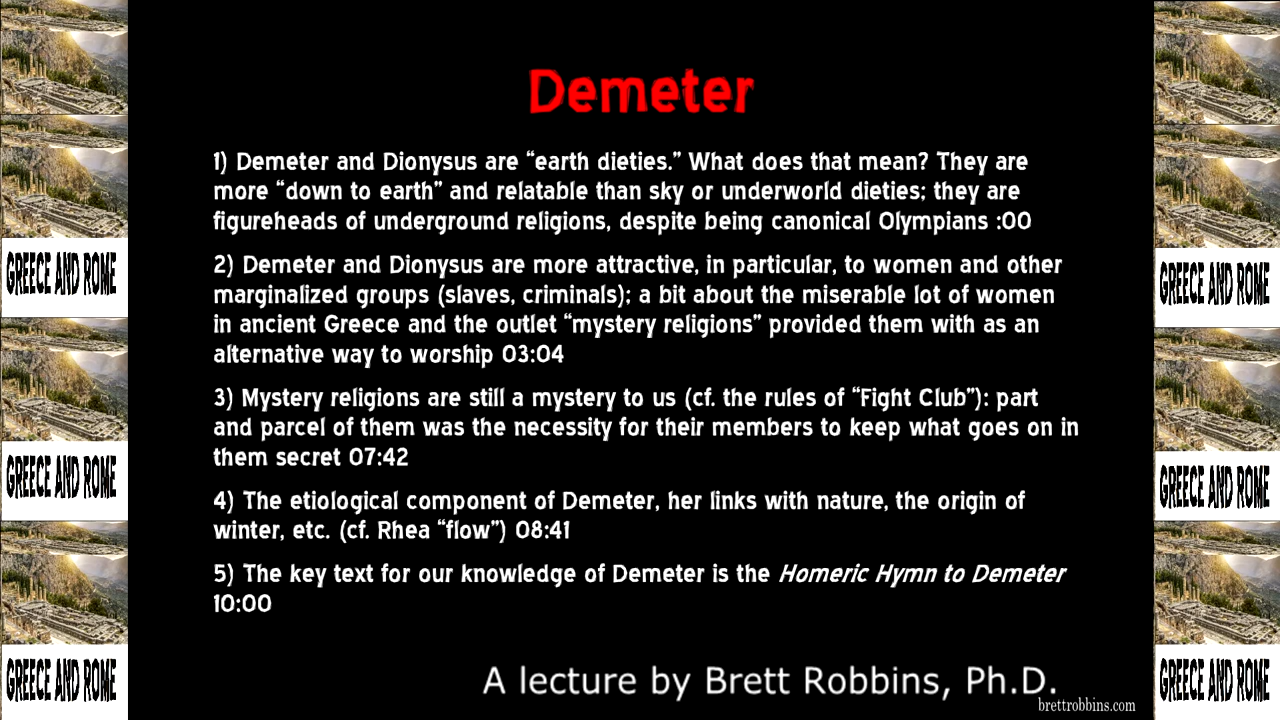 Demeter
1) Demeter and Dionysus are “earth dieties.” What does that mean? They are
more “down to earth” and relatable than sky or underworld dieties; they are
figureheads of underground religions, despite being canonical Olympians :00
2) Demeter and Dionysus are more attractive, in particular, to women and other
marginalized groups (slaves, criminals); a bit about the miserable lot of women
in ancient Greece and the outlet “mystery religions” provided them with as an
alternative way to worship 03:04
3) Mystery religions are still a mystery to us (cf. the rules of “Fight Club”): part
and parcel of them was the necessity for their members to keep what goes on in
them secret 07:42
4) The etiological component of Demeter, her links with nature, the origin of
winter, etc. (cf. Rhea “flow”) 08:41
5) The key text for our knowledge of Demeter is the Homeric Hymn to Demeter
10:00
A lecture by Brett Robbins, Ph.D.
brettrobbins.com
GREECE AND ROME
GREECE AND ROME
GREECE AND ROME
GREECE AND ROME
GREECE AND ROME
GREECE AND ROME